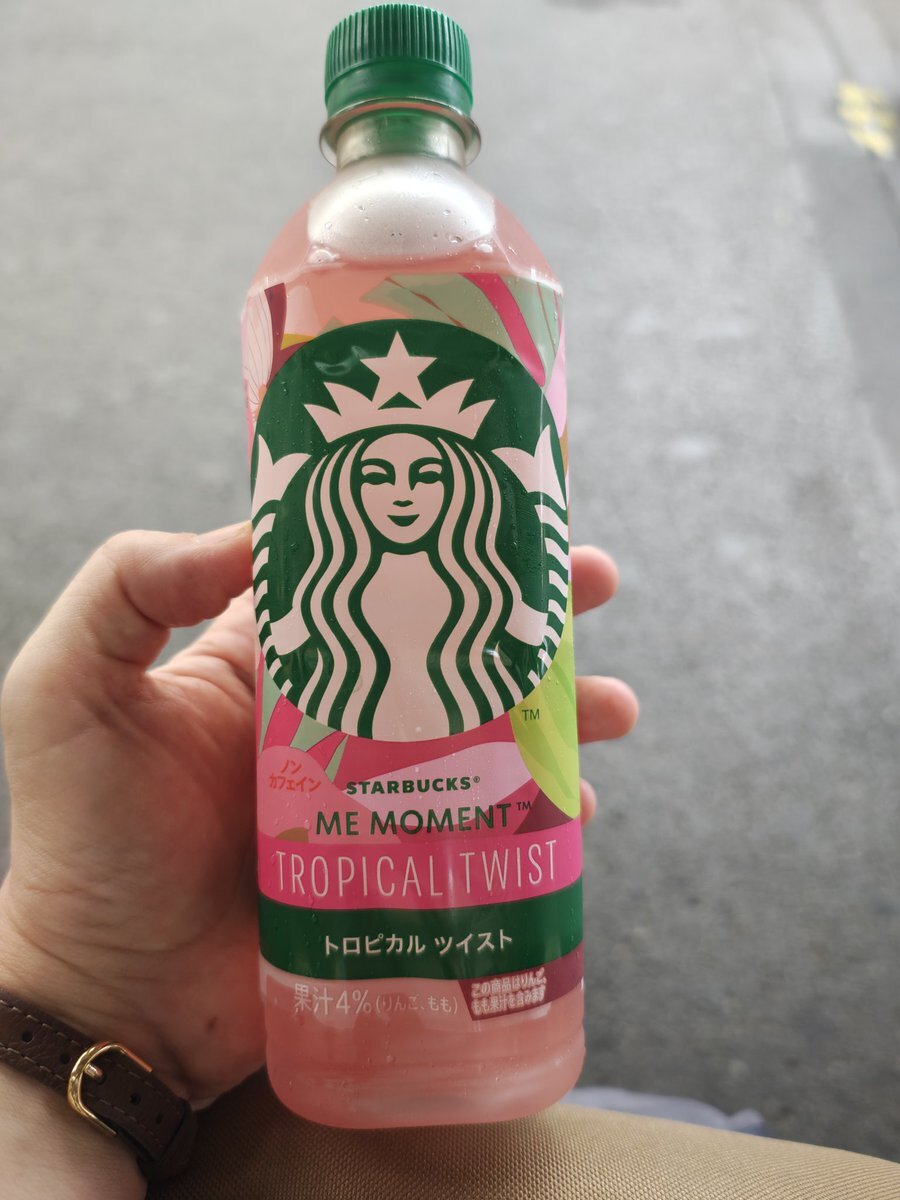 TM
ノン
カフェイン
STARBUCKS®
ME MOMENT™
TROPICAL TWIST
トロピカル ツイスト
果汁4%(りんご、もも)
この商品はりんご、
もも果汁を含みます